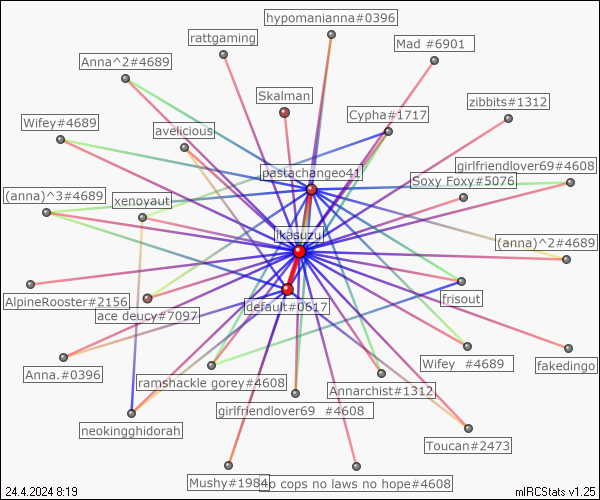 hypomanianna#0396
rattgaming
Mad #6901
Anna^2#4689
Skalman
zibbits#1312
Cypha#1717
Wifey#4689
avelicious
pastachangeo41
girlfriendlover69#4608
Soxy Foxy#5076
(anna)^3#4689
xenoyaut
ikasuzu
(anna)^2#4689
AlpineRooster#2156
default#0617
frisout
ace deucy#7097
Wifey #4689
fakedingo
Anna.#0396
ramshackle gorey#4608
Annarchist#1312
girlfriendlover69 #4608
neokingghidorah
Toucan#2473
Mushy#1984
no cops no laws no hope#4608
24.4.2024 8:19
mIRCStats v1.25